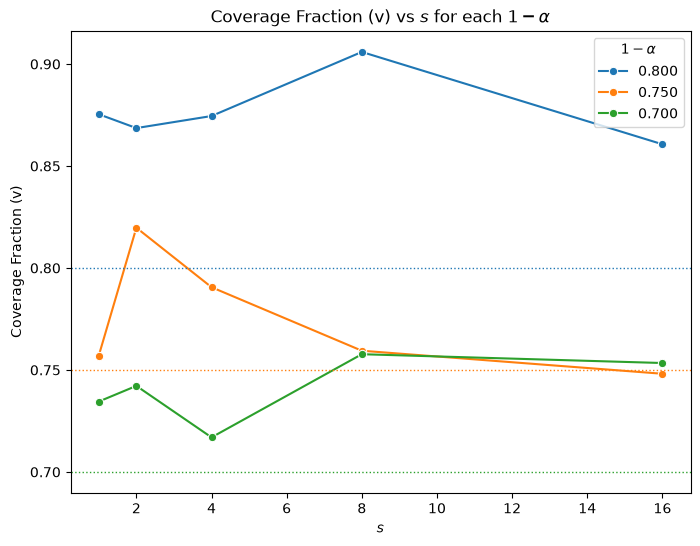 Coverage Fraction (v) vs s for each 1 − α
1 − α
0.800
0.750
0.700
Coverage Fraction (v)
0.90
0.85
0.80
0.75
0.70
2 4 6 8 10 12 14 16
s